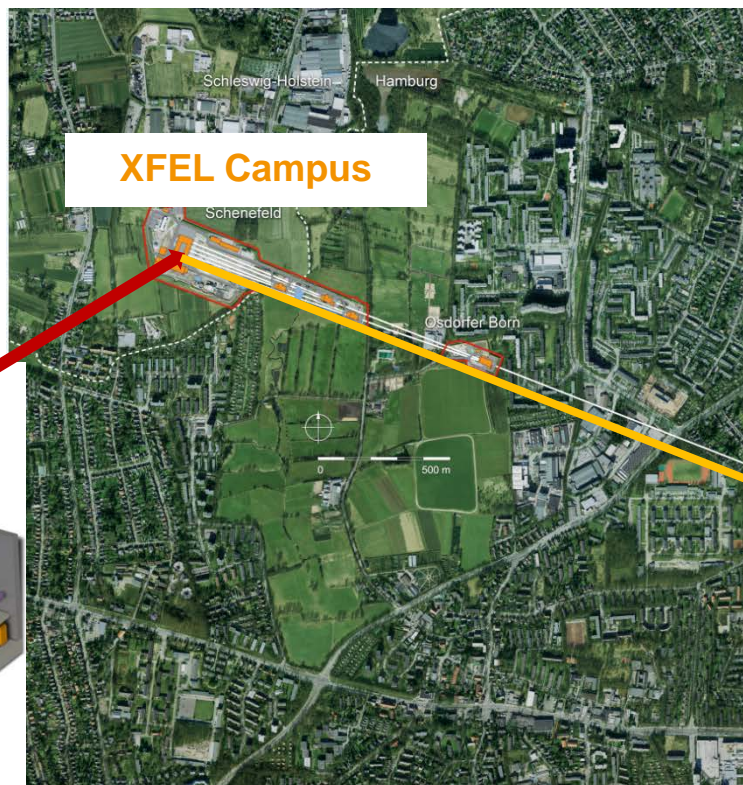 Schleswig-Holstein
Hamburg
XFEL Campus
Schenefeld
Osdorfer Born
0
500 m